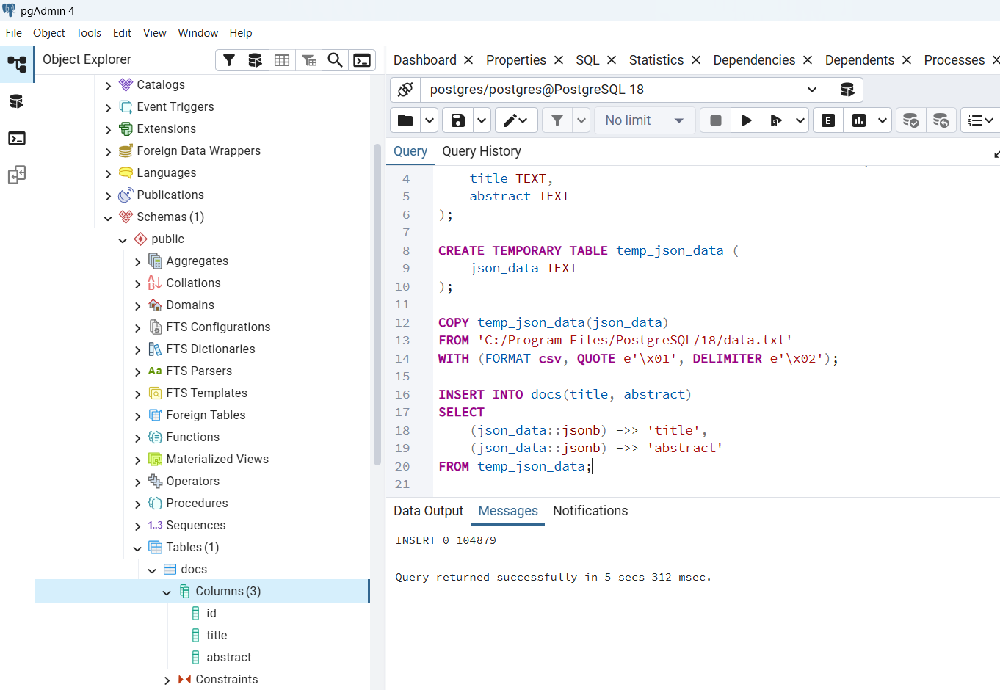 pgAdmin 4
File Object Tools Edit View Window Help
Object Explorer
Catalogs
Event Triggers
Extensions
Foreign Data Wrappers
Languages
Publications
Schemas (1)
public
Aggregates
Collations
Domains
FTS Configurations
FTS Dictionaries
Aa FTS Parsers
FTS Templates
Foreign Tables
Functions
Materialized Views
Operators
Procedures
1..3 Sequences
Tables (1)
docs
Columns (3)
id
title
abstract
Constraints
Dashboard Properties SQL Statistics Dependencies Dependents Processes
postgres/postgres@PostgreSQL 18
No limit E
Query Query History
4 title TEXT,
5 abstract TEXT
6 );
7
8 CREATE TEMPORARY TABLE temp_json_data (
9 json_data TEXT
10 );
11
12 COPY temp_json_data(json_data)
13 FROM 'C:/Program Files/PostgreSQL/18/data.txt'
14 WITH (FORMAT csv, QUOTE e'\x01', DELIMITER e'\x02');
15
16 INSERT INTO docs(title, abstract)
17 SELECT
18 (json_data::jsonb) ->> 'title',
19 (json_data::jsonb) ->> 'abstract'
20 FROM temp_json_data;
21
Data Output Messages Notifications
INSERT 0 104879
Query returned successfully in 5 secs 312 msec.